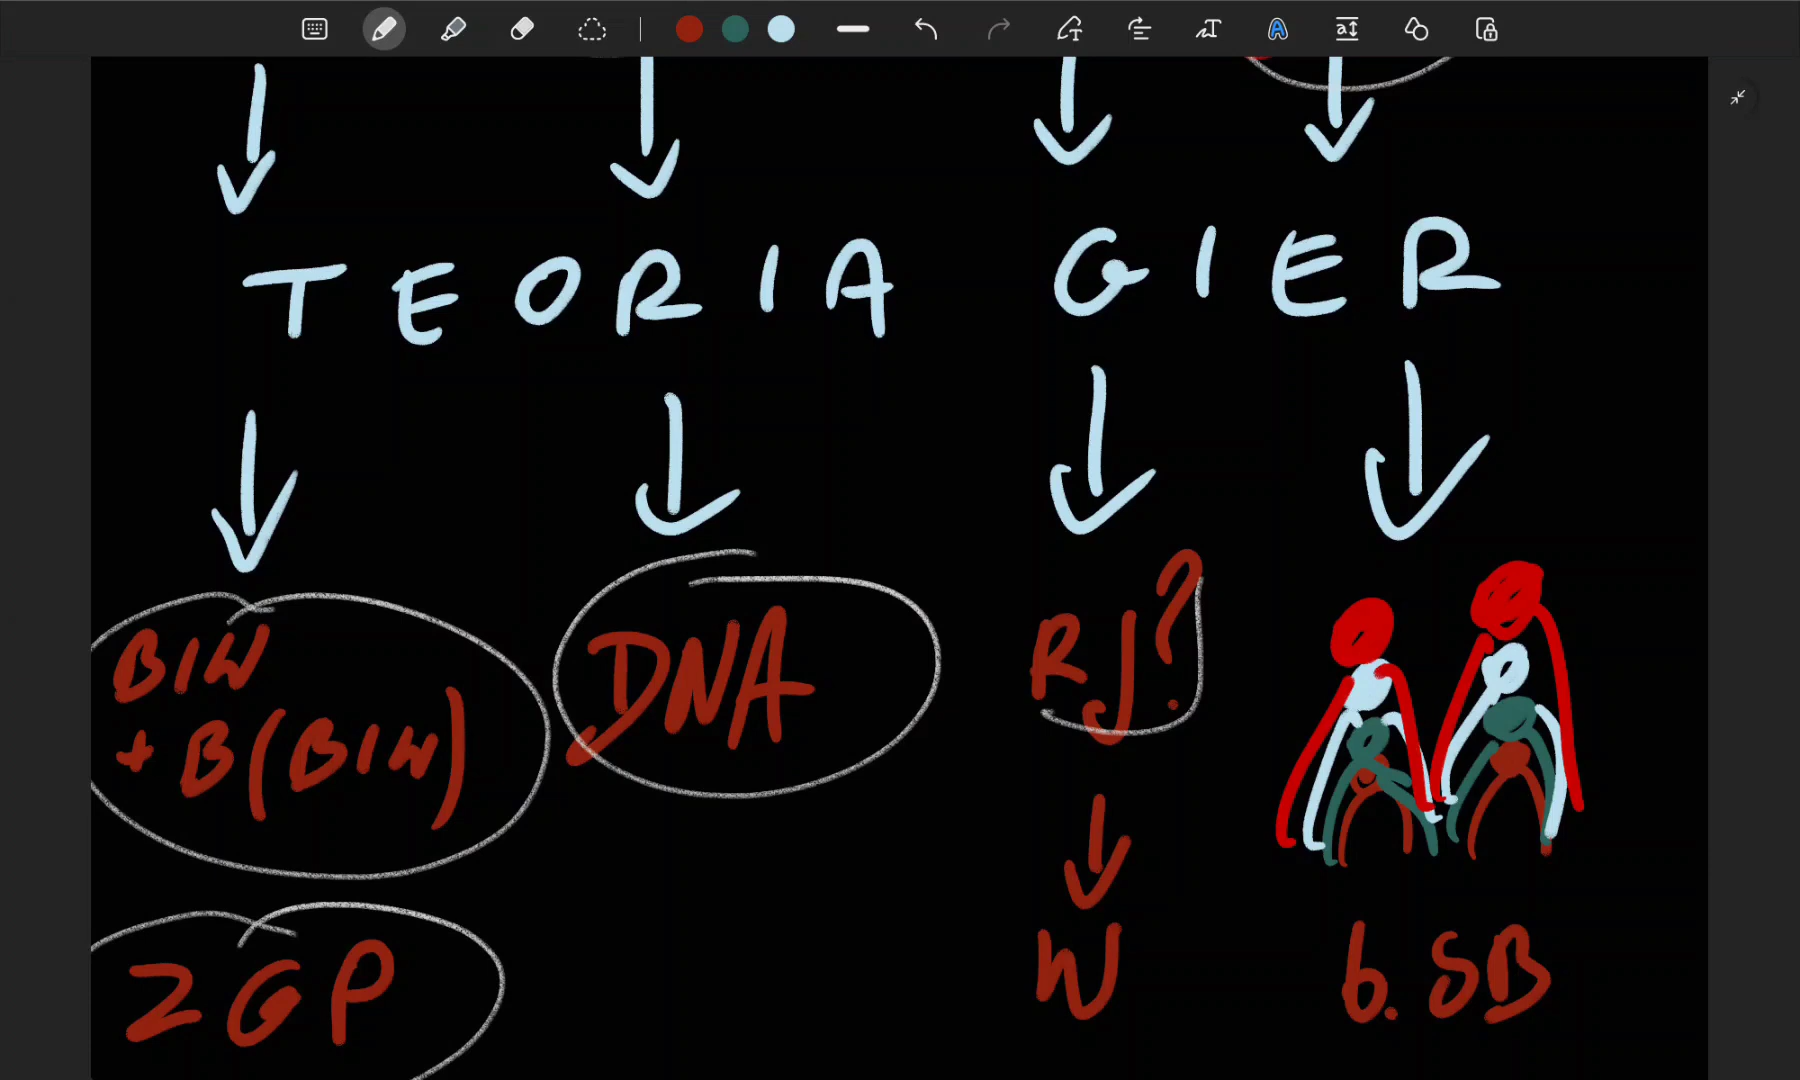 TEORIA GIER
BIW
+ B(BIW)
DNA
RJ?
W
ZGP
6. SB